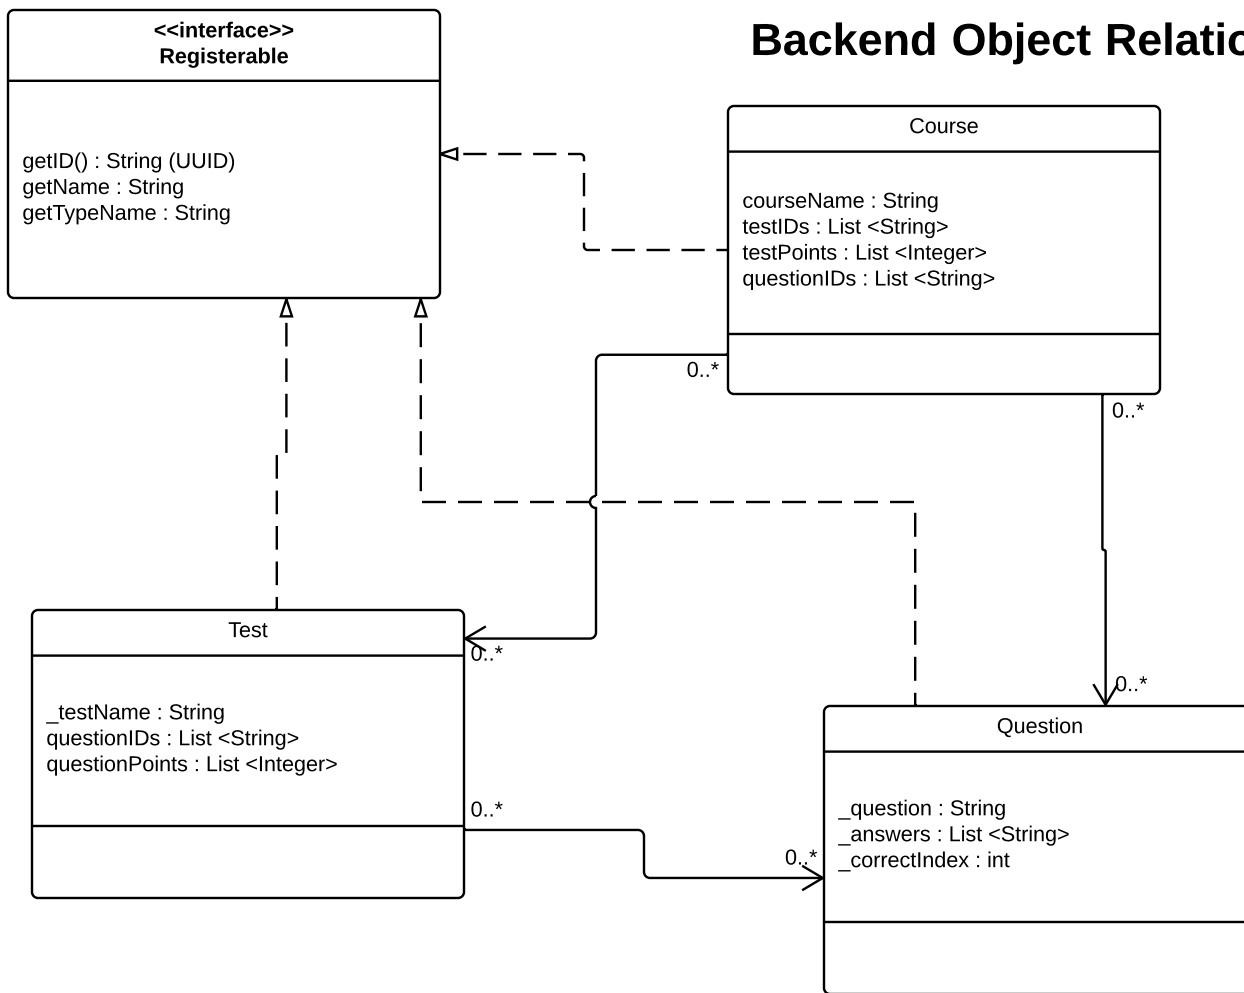 Backend Object Relatio
<<interface>>
Registerable
getID() : String (UUID)
getName : String
getTypeName : String
Course
courseName : String
testIDs : List <String>
testPoints : List <Integer>
questionIDs : List <String>
0..*
0..*
Test
0..*
_testName : String
questionIDs : List <String>
questionPoints : List <Integer>
0..*
0..*
0..*
Question
_question : String
_answers : List <String>
_correctIndex : int